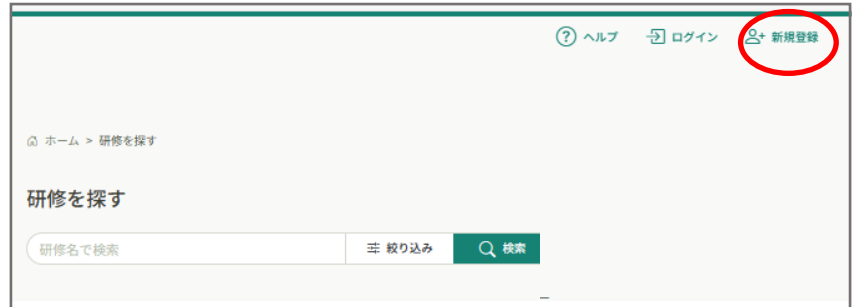 ヘルプ ログイン 新規登録
ホーム > 研修を探す
研修を探す
研修名で検索 絞り込み 検索